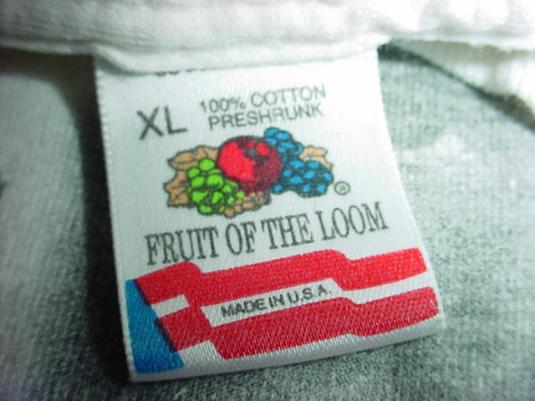 XL 100% COTTON
PRESHRUNK
®
FRUIT OF THE LOOM
MADE IN U.S.A.